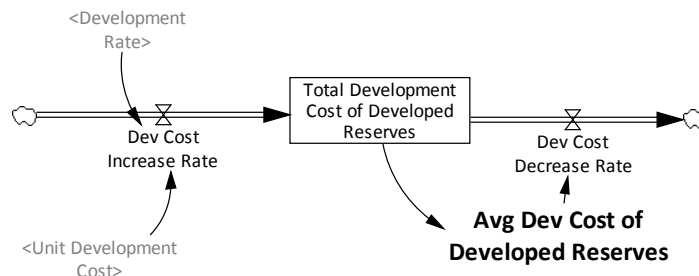 <Development
Rate>
Total Development
Cost of Developed
Reserves
Dev Cost
Increase Rate
Dev Cost
Decrease Rate
Avg Dev Cost of
Developed Reserves
<Unit Development
Cost>